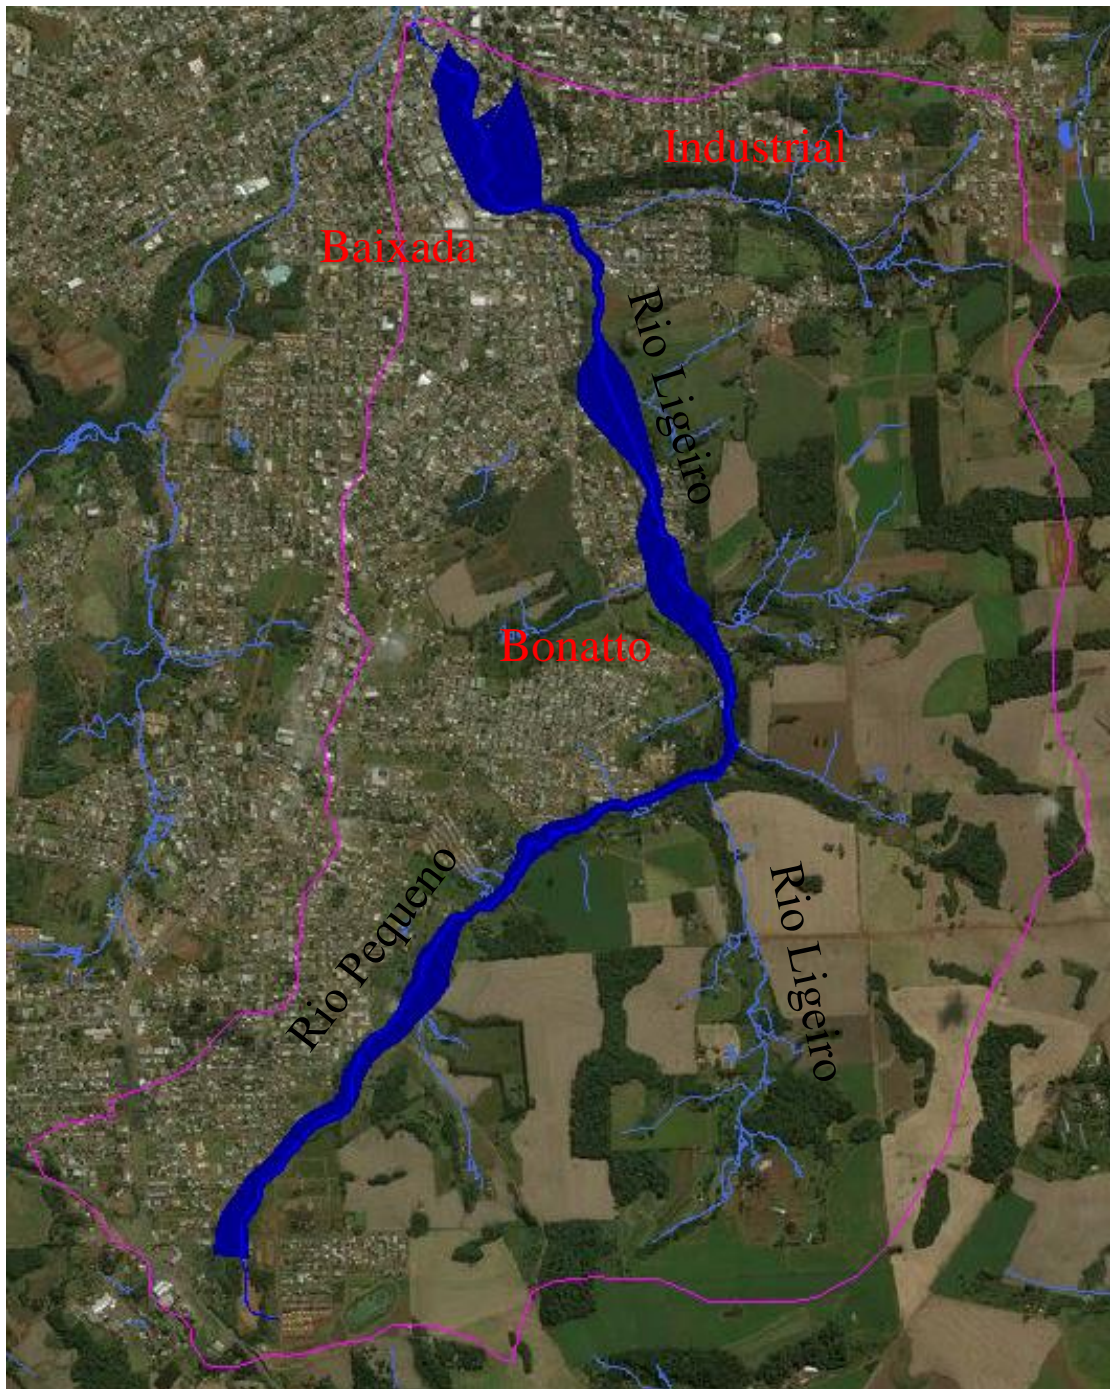 Industrial
Baixada
Rio Ligeiro
Bonatto
Rio Pequeno
Rio Ligeiro